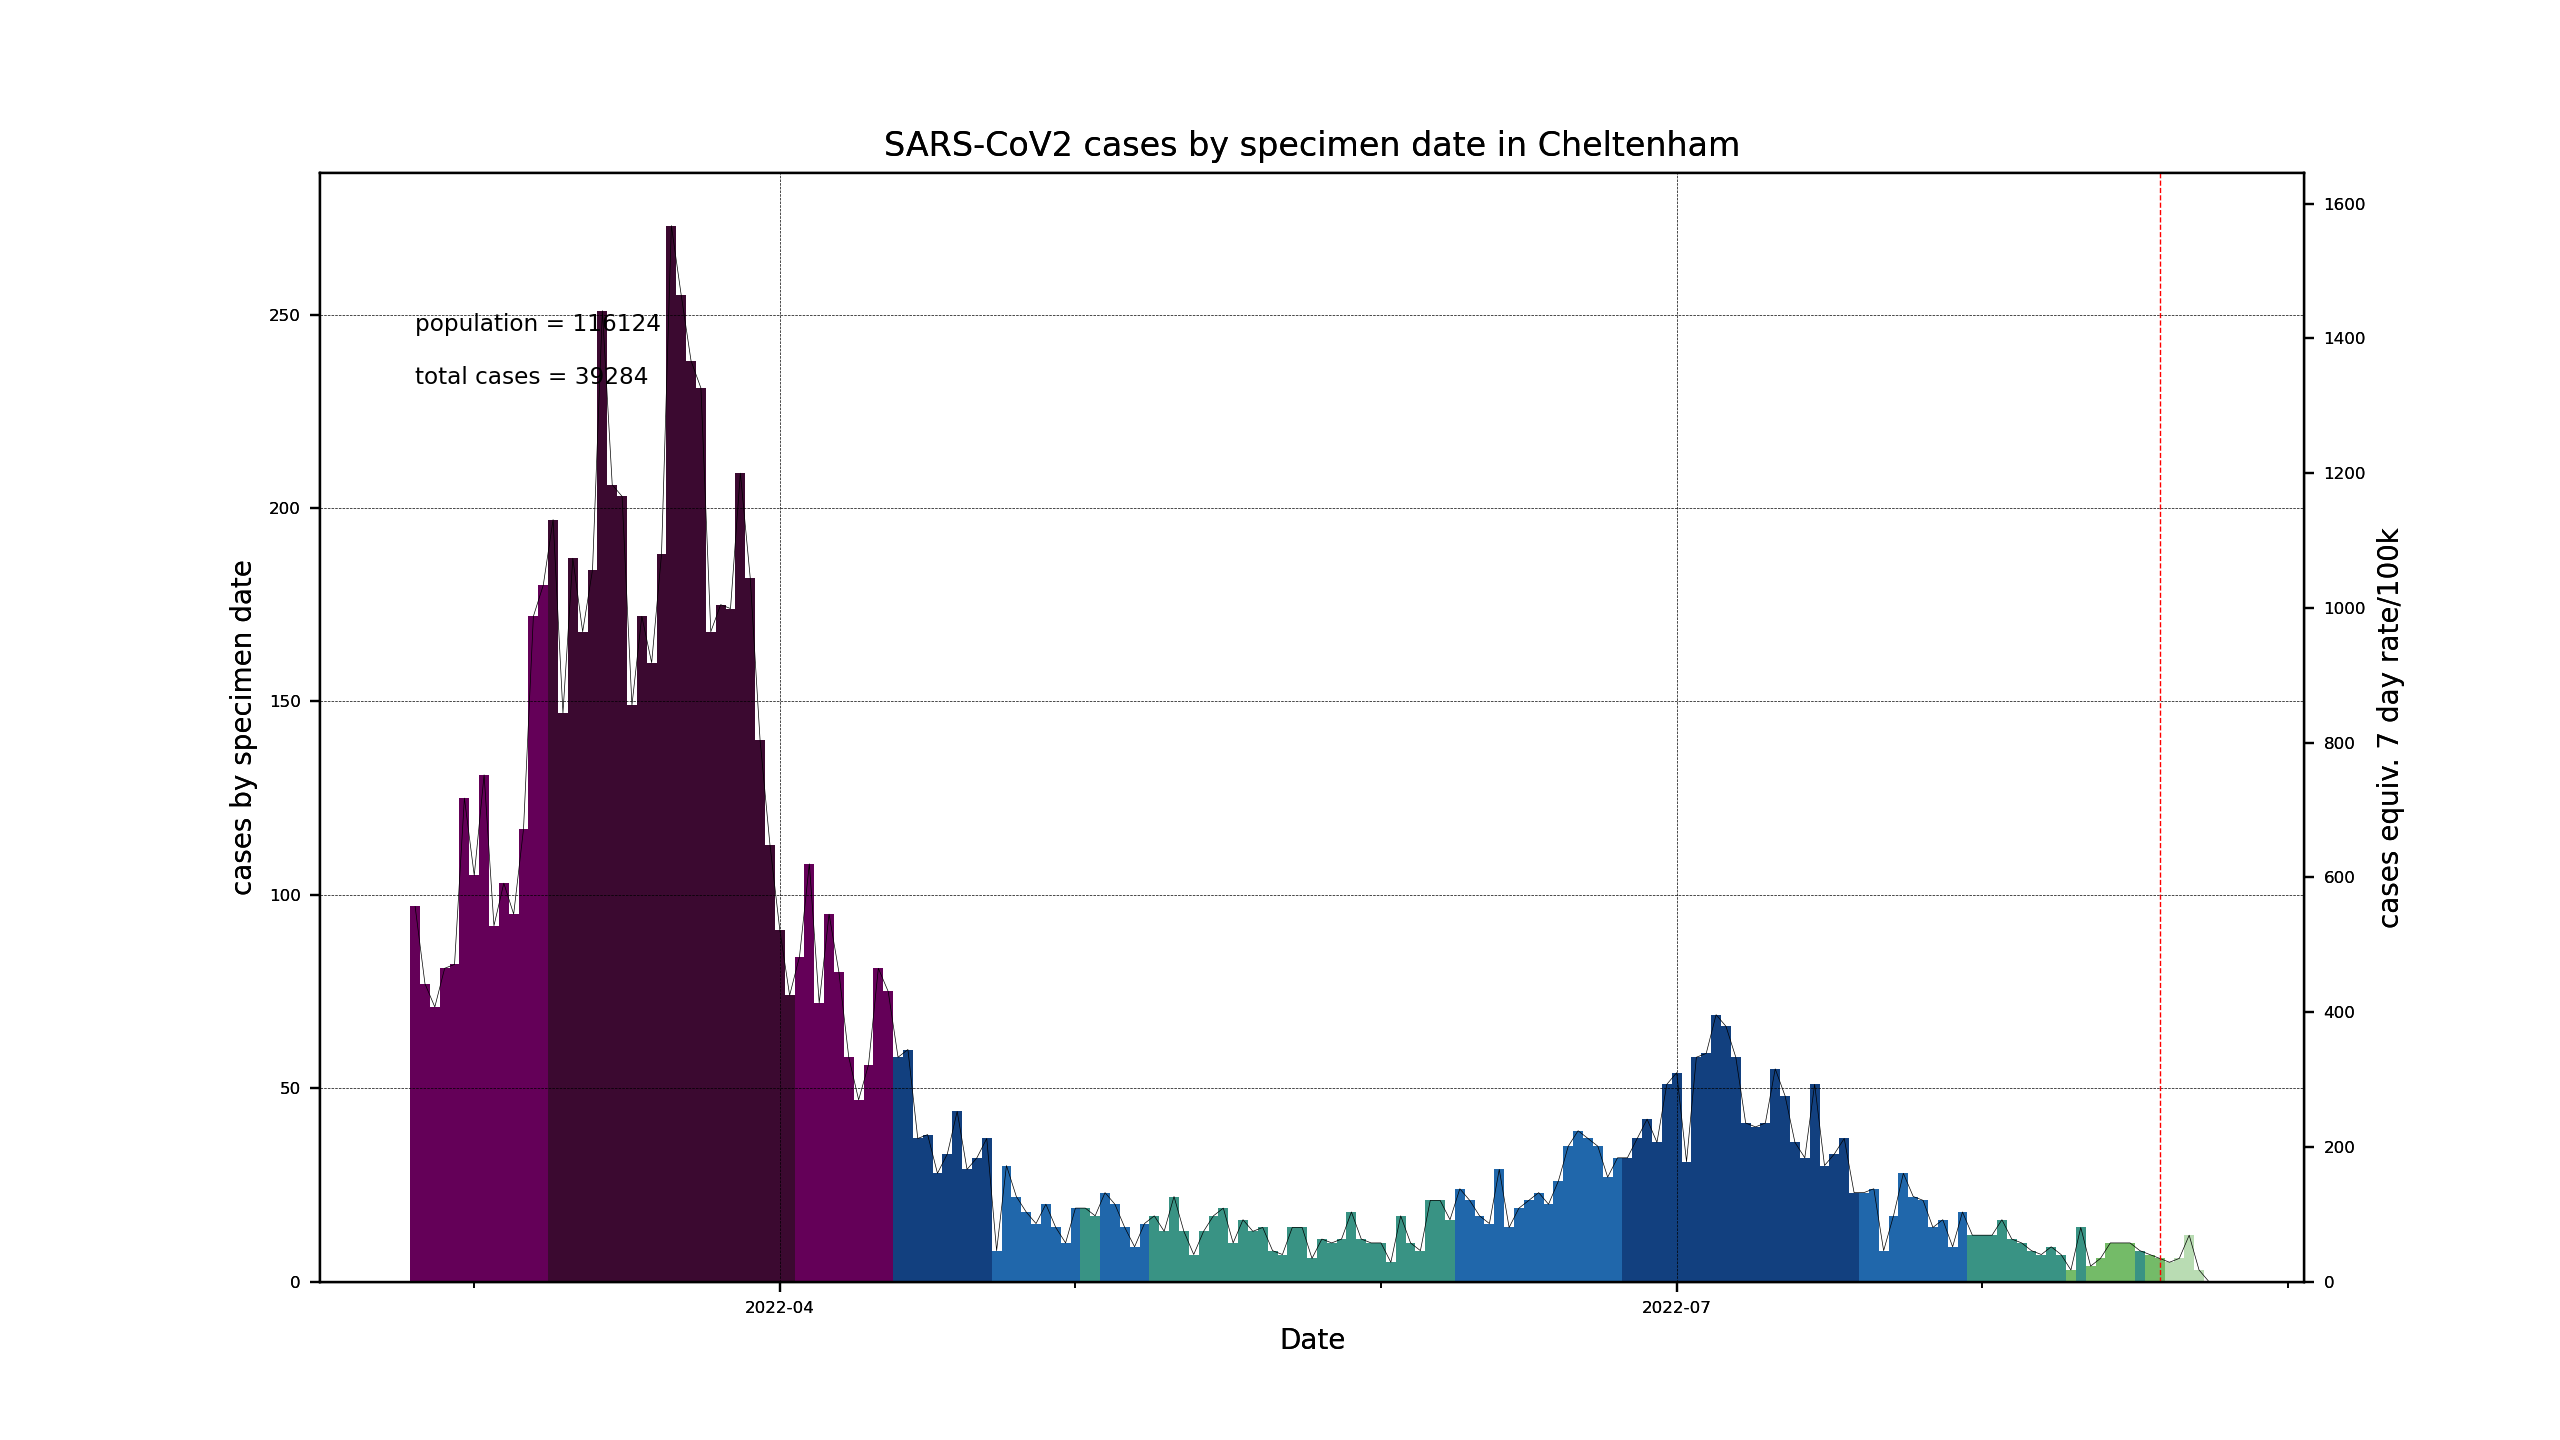 SARS-CoV2 cases by specimen date in Cheltenham
population = 116124
total cases = 39284
cases by specimen date
250
200
150
100
50
0
1600
1400
1200
1000
800
600
400
200
0
cases equiv. 7 day rate/100k
2022-04
2022-07
Date